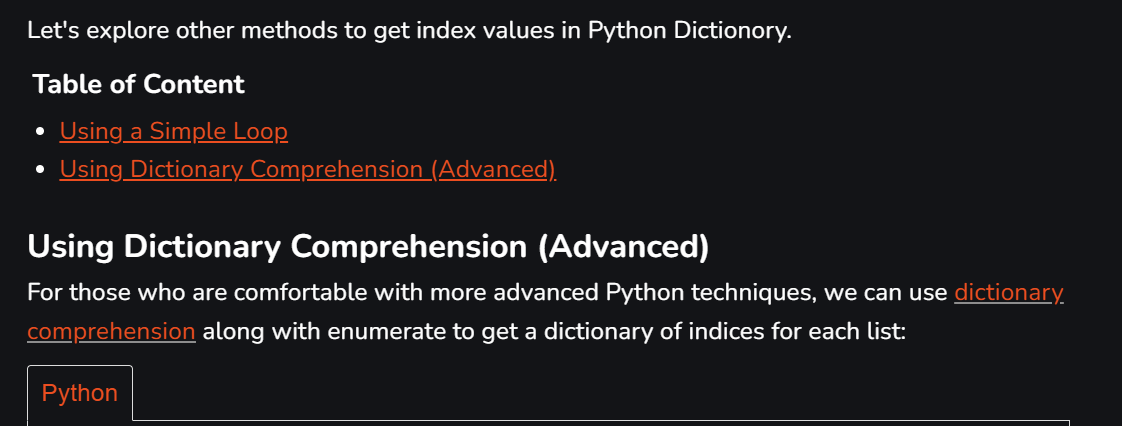 Let's explore other methods to get index values in Python Dictionory.
Table of Content
Using a Simple Loop
Using Dictionary Comprehension (Advanced)
Using Dictionary Comprehension (Advanced)
For those who are comfortable with more advanced Python techniques, we can use dictionary
comprehension along with enumerate to get a dictionary of indices for each list:
Python